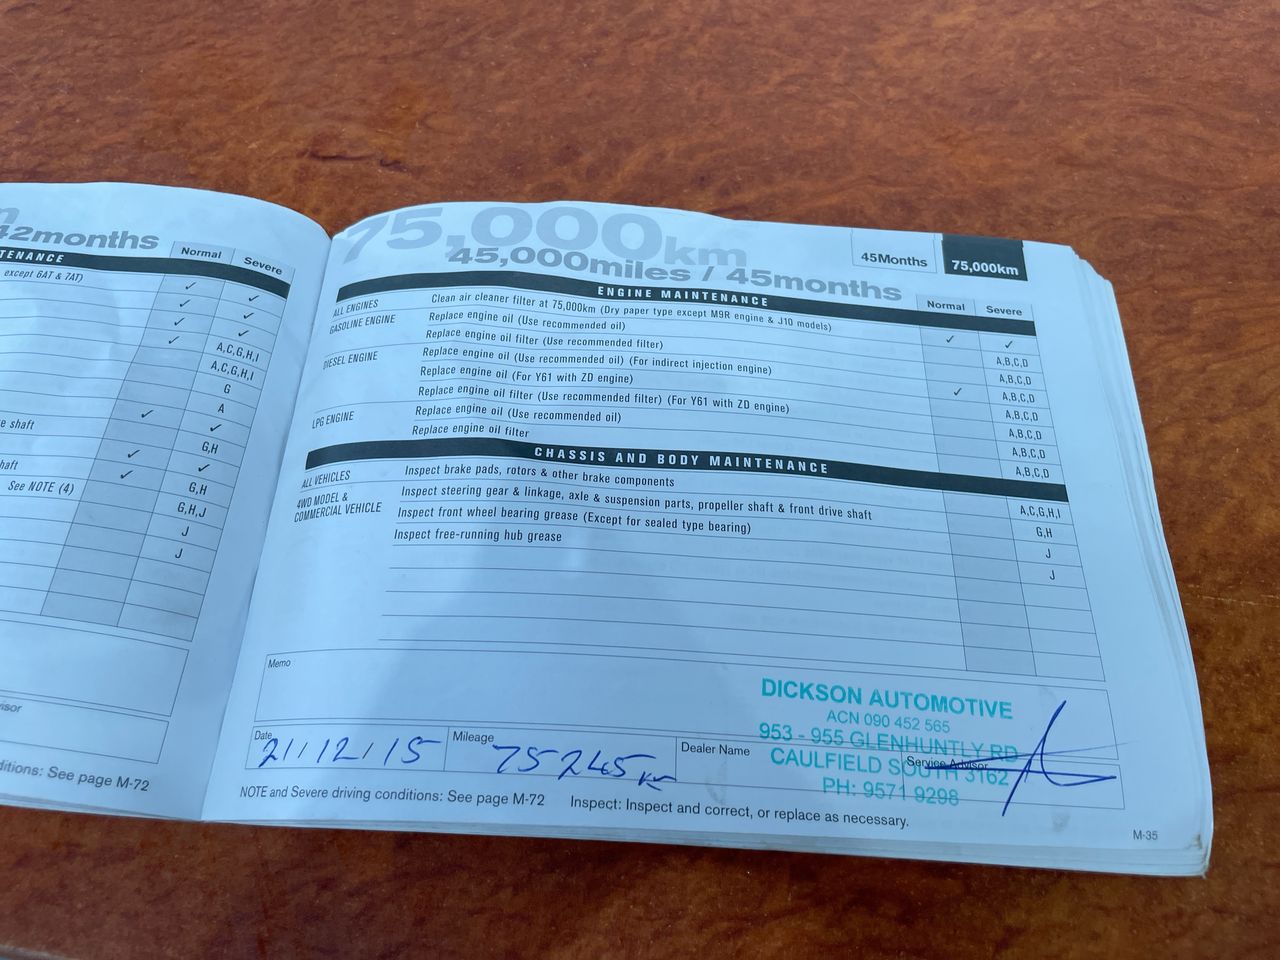 42months
Normal Severe
TENANCE
except 6AT & 7AT)
✓ ✓
✓ ✓
✓ ✓
✓ A,C,G,H,I
A,C,G,H,I
G
A
✓ ✓
e shaft
G,H
✓ ✓
haft
✓ G,H
See NOTE (4)
G,H,J
J
J
isor
ditions: See page M-72
75,000km
45,000miles / 45months
45Months 75,000km
ENGINE MAINTENANCE Normal Severe
ALL ENGINES Clean air cleaner filter at 75,000km (Dry paper type except M9R engine & J10 models) ✓ ✓
GASOLINE ENGINE Replace engine oil (Use recommended oil) A,B,C,D
Replace engine oil filter (Use recommended filter) A,B,C,D
DIESEL ENGINE Replace engine oil (Use recommended oil) (For indirect injection engine) ✓ A,B,C,D
Replace engine oil (For Y61 with ZD engine) A,B,C,D
Replace engine oil filter (Use recommended filter) (For Y61 with ZD engine) A,B,C,D
LPG ENGINE Replace engine oil (Use recommended oil) A,B,C,D
Replace engine oil filter A,B,C,D
CHASSIS AND BODY MAINTENANCE
ALL VEHICLES Inspect brake pads, rotors & other brake components A,C,G,H,I
4WD MODEL & COMMERCIAL VEHICLE Inspect steering gear & linkage, axle & suspension parts, propeller shaft & front drive shaft G,H
Inspect front wheel bearing grease (Except for sealed type bearing) J
Inspect free-running hub grease J
Memo
DICKSON AUTOMOTIVE
ACN 090 452 565
953 - 955 GLENHUNTLY RD
CAULFIELD SOUTH 3162
PH: 9571 9298
Date 21/12/15 Mileage 75245 km Dealer Name Service Advisor
NOTE and Severe driving conditions: See page M-72 Inspect: Inspect and correct, or replace as necessary.
M-35